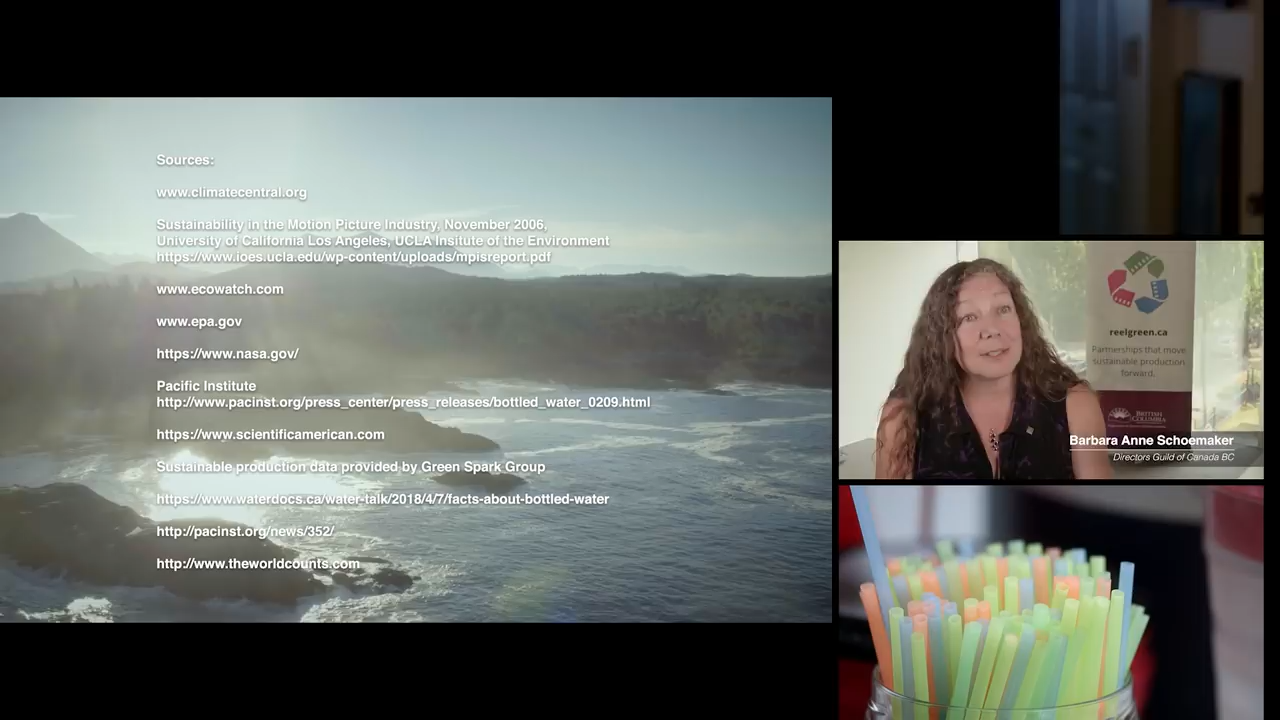 Sources:
www.climatecentral.org
Sustainability in the Motion Picture Industry, November 2006,
University of California Los Angeles, UCLA Insitute of the Environment
https://www.ioes.ucla.edu/wp-content/uploads/mpisreport.pdf
www.ecowatch.com
www.epa.gov
https://www.nasa.gov/
Pacific Institute
http://www.pacinst.org/press_center/press_releases/bottled_water_0209.html
https://www.scientificamerican.com
Sustainable production data provided by Green Spark Group
https://www.waterdocs.ca/water-talk/2018/4/7/facts-about-bottled-water
http://pacinst.org/news/352/
http://www.theworldcounts.com
reelgreen.ca
Partnerships that move
sustainable production
forward.
BRITISH
COLUMBIA
Barbara Anne Schoemaker
Directors Guild of Canada BC